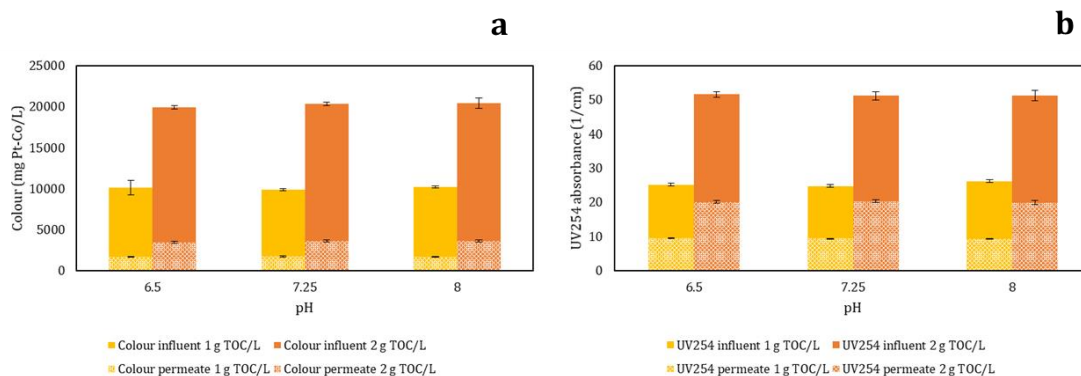 a
25000
20000
15000
10000
5000
0
Colour (mg Pt-Co/L)
6.5 7.25 8
pH
Colour influent 1 g TOC/L Colour influent 2 g TOC/L
Colour permeate 1 g TOC/L Colour permeate 2 g TOC/L
b
60
50
40
30
20
10
0
UV254 absorbance (1/cm)
6.5 7.25 8
pH
UV254 influent 1 g TOC/L UV254 influent 2 g TOC/L
UV254 permeate 1 g TOC/L UV254 permeate 2 g TOC/L